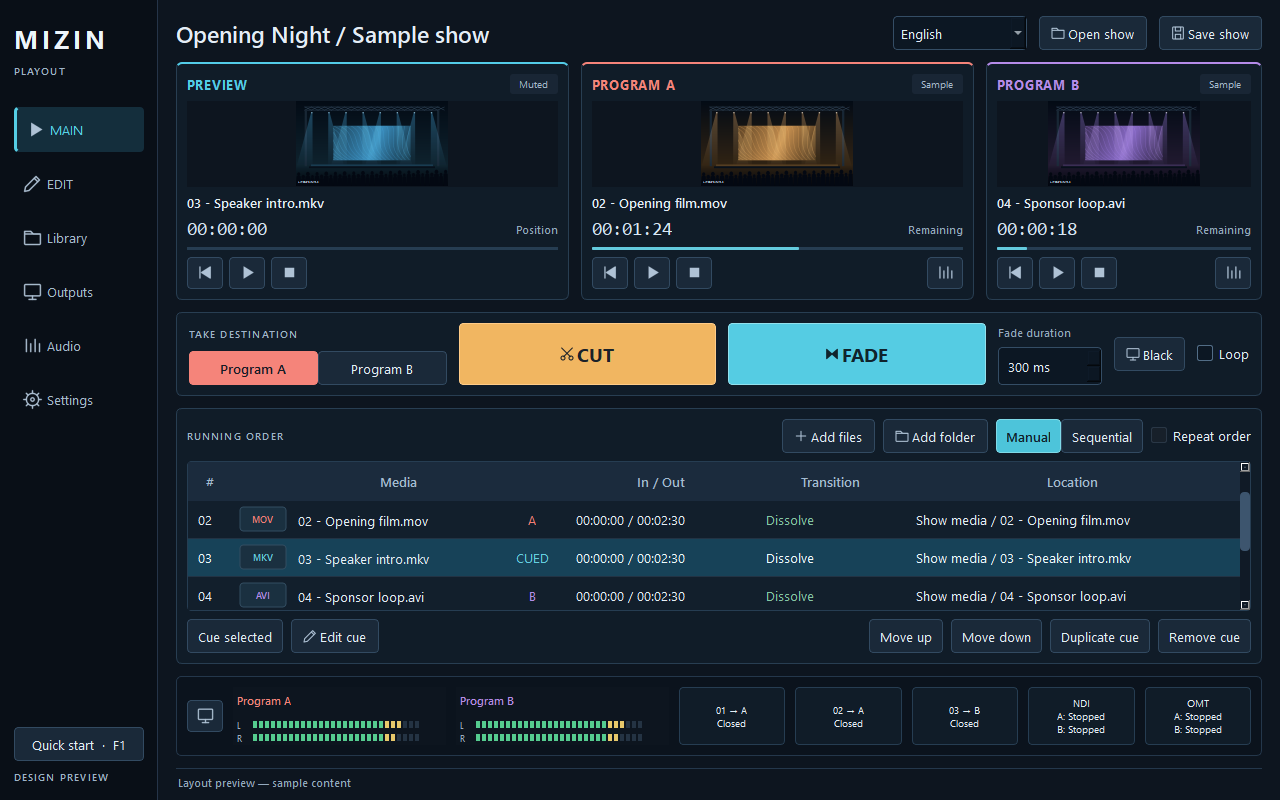 MIZIN
PLAYOUT
MAIN
EDIT
Library
Outputs
Audio
Settings
Quick start · F1
DESIGN PREVIEW
Opening Night / Sample show
English
Open show
Save show
PREVIEW
Muted
03 - Speaker intro.mkv
00:00:00
Position
PROGRAM A
Sample
02 - Opening film.mov
00:01:24
Remaining
PROGRAM B
Sample
04 - Sponsor loop.avi
00:00:18
Remaining
TAKE DESTINATION
Program A
Program B
CUT
FADE
Fade duration
300 ms
Black
Loop
RUNNING ORDER
Add files
Add folder
Manual
Sequential
Repeat order
# Media In / Out Transition Location
02 MOV 02 - Opening film.mov A 00:00:00 / 00:02:30 Dissolve Show media / 02 - Opening film.mov
03 MKV 03 - Speaker intro.mkv CUED 00:00:00 / 00:02:30 Dissolve Show media / 03 - Speaker intro.mkv
04 AVI 04 - Sponsor loop.avi B 00:00:00 / 00:02:30 Dissolve Show media / 04 - Sponsor loop.avi
Cue selected
Edit cue
Move up
Move down
Duplicate cue
Remove cue
Program A
L
R
Program B
L
R
01 → A
Closed
02 → A
Closed
03 → B
Closed
NDI
A: Stopped
B: Stopped
OMT
A: Stopped
B: Stopped
Layout preview — sample content